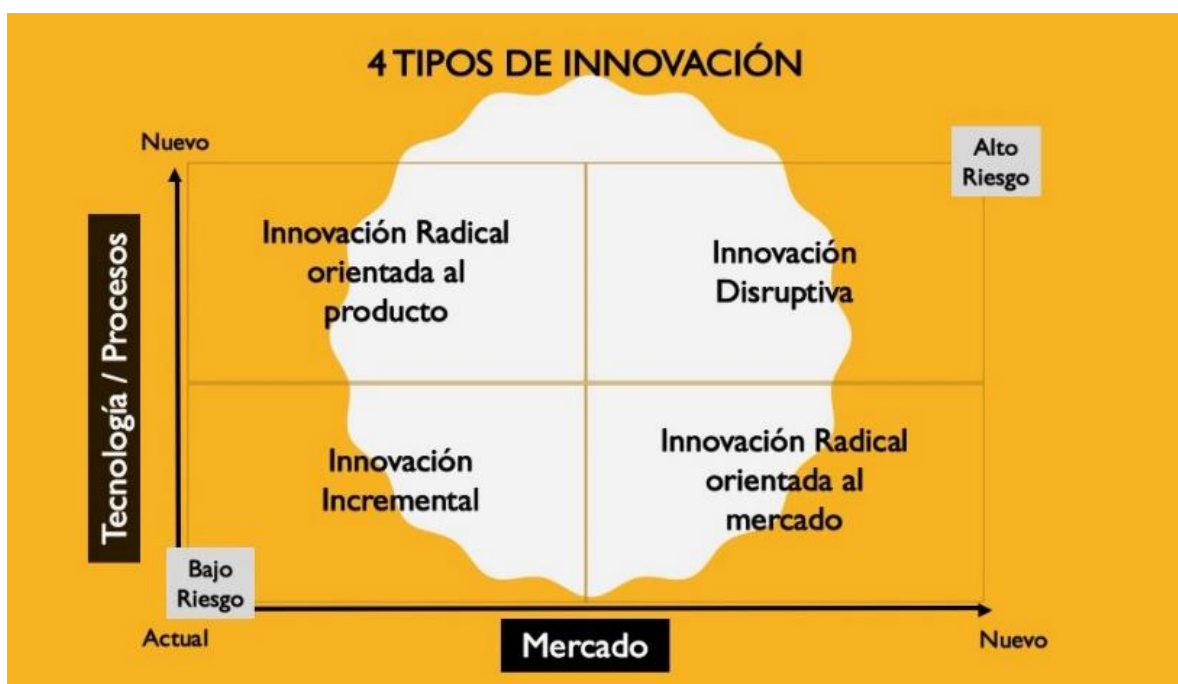 4 TIPOS DE INNOVACIÓN
Nuevo
Alto
Riesgo
Tecnología / Procesos
Innovación Radical
orientada al
producto
Innovación
Disruptiva
Innovación
Incremental
Innovación Radical
orientada al
mercado
Bajo
Riesgo
Actual
Mercado
Nuevo